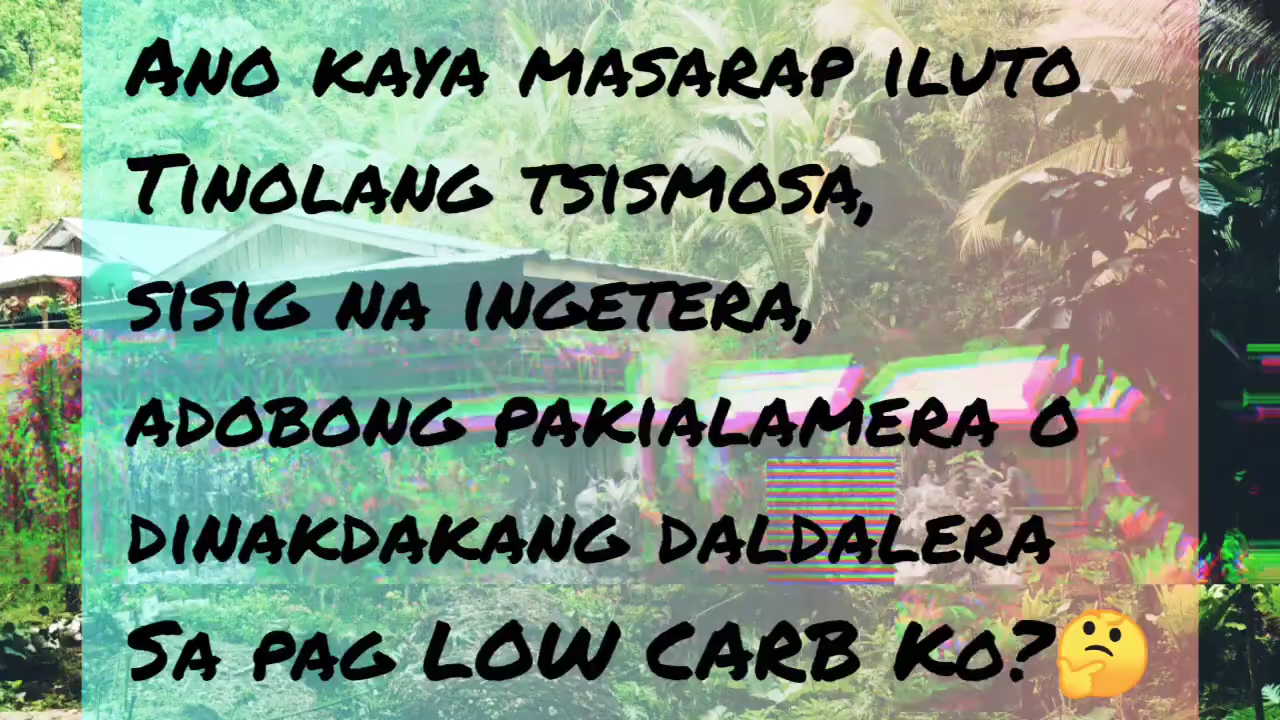 Ano kaya masarap iluto
Tinolang tsismosa,
sisig na ingetera,
adobong pakialamera o
dinakdakang daldalera
Sa pag LOW CARB Ko?🤔